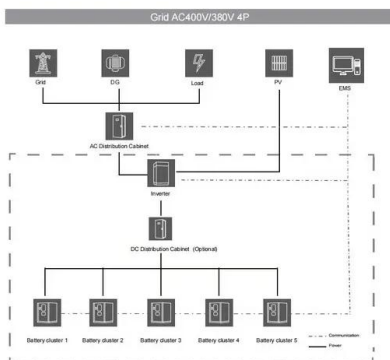 Grid AC400V/380V 4P
Grid
DG
Load
PV
EMS
AC Distribution Cabinet
Inverter
DC Distribution Cabinet (Optional)
Battery cluster 1
Battery cluster 2
Battery cluster 3
Battery cluster 4
Battery cluster 5
Communication
Power